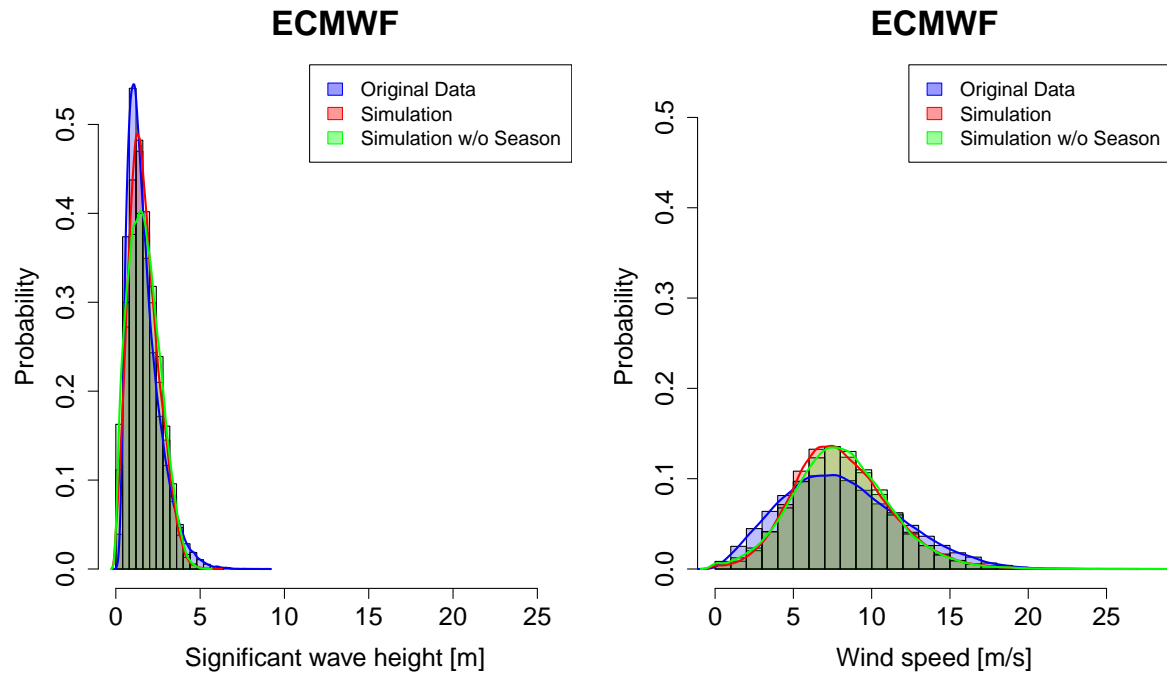 ECMWF
Original Data
Simulation
Simulation w/o Season
Probability
0.5
0.4
0.3
0.2
0.1
0.0
0 5 10 15 20 25
Significant wave height [m]
ECMWF
Original Data
Simulation
Simulation w/o Season
Probability
0.5
0.4
0.3
0.2
0.1
0.0
0 5 10 15 20 25
Wind speed [m/s]